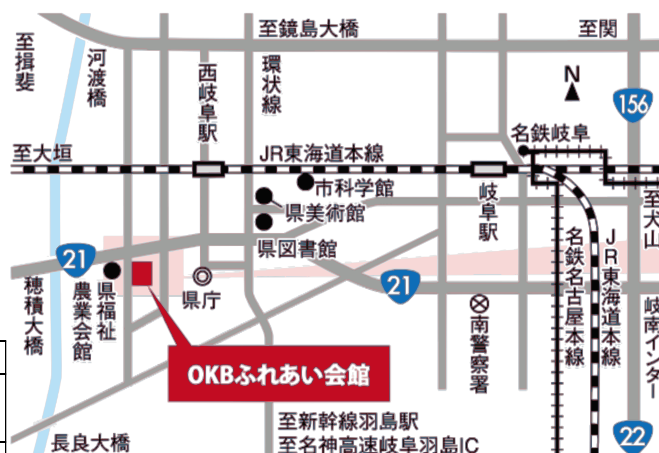 至鏡島大橋
至関
至揖斐
河渡橋
西岐阜駅
環状線
N
156
名鉄岐阜
至大垣
JR東海道本線
市科学館
県美術館
岐阜駅
至犬山
県図書館
21
穂積大橋
県福祉
農業会館
県庁
21
南警察署
名鉄名古屋本線
JR東海道本線
岐南インター
OKBふれあい会館
至新幹線羽島駅
至名神高速岐阜羽島IC
長良大橋
22